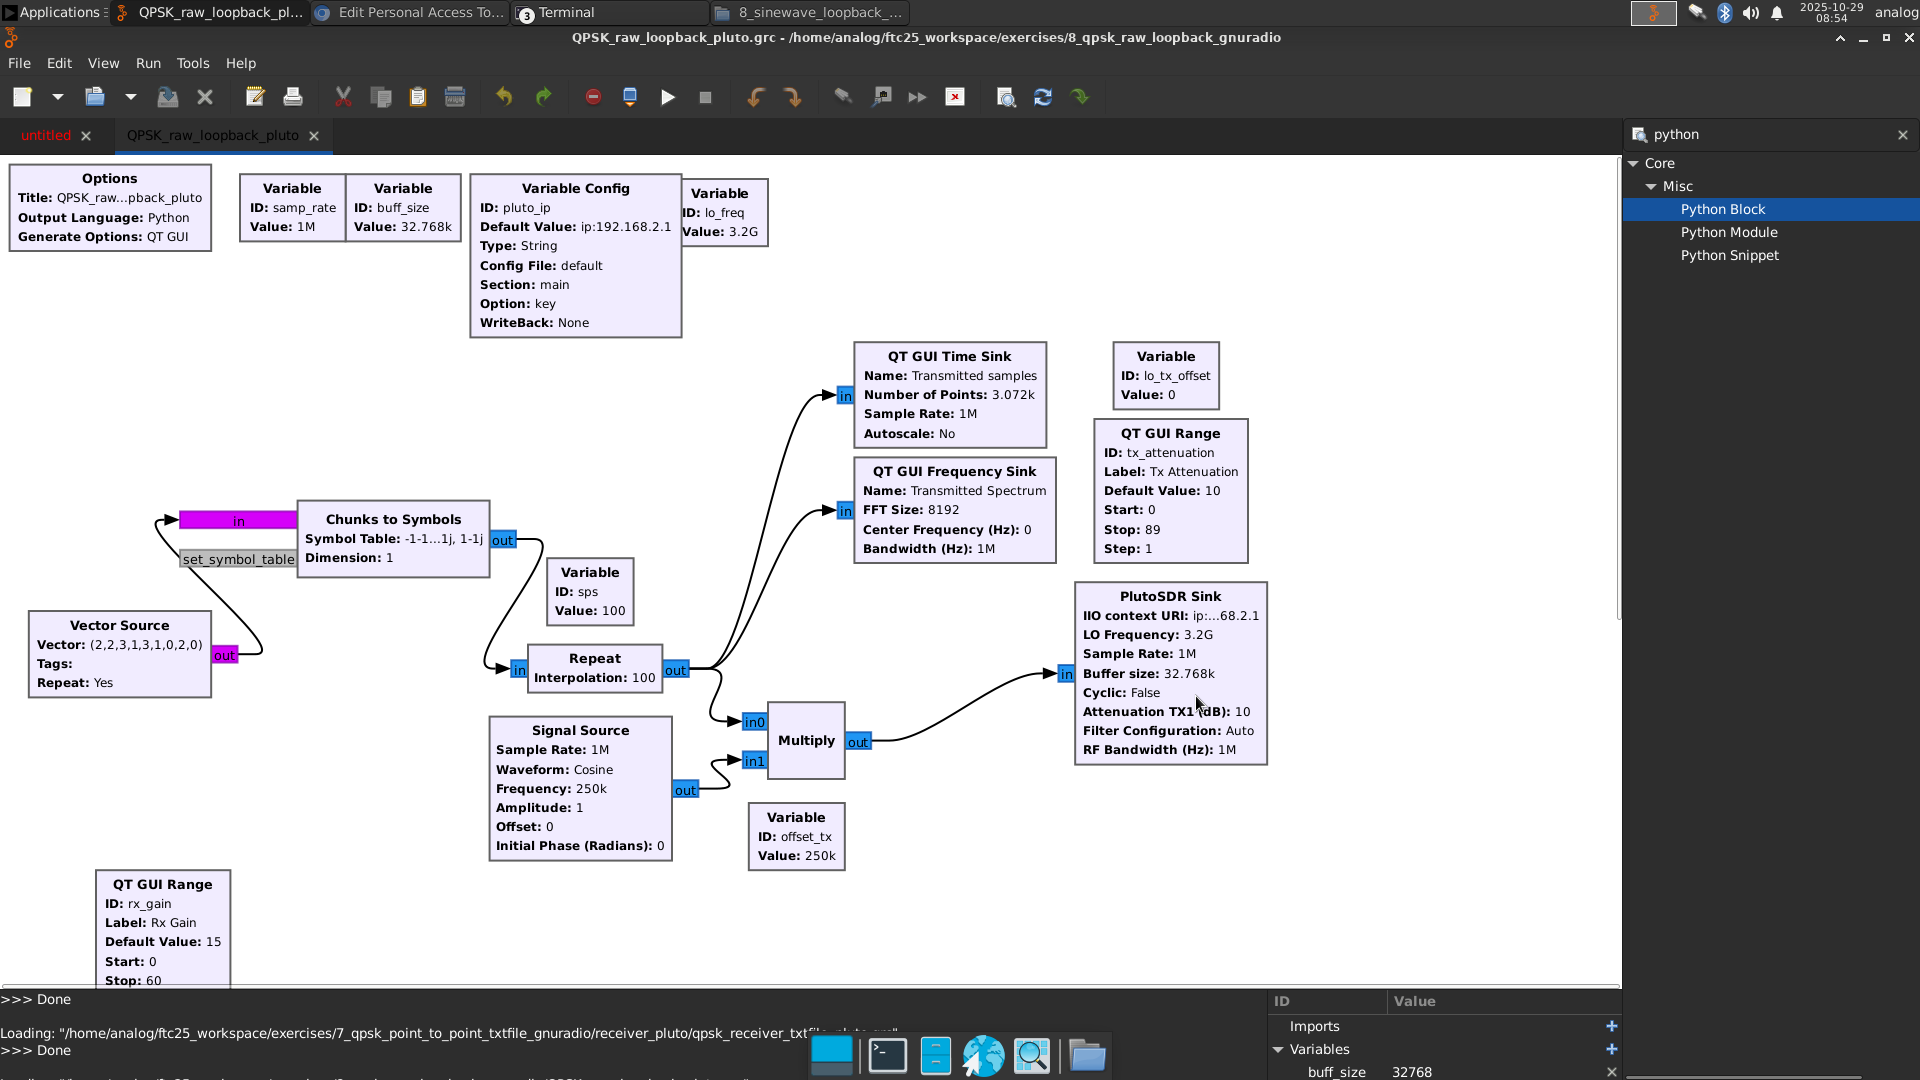 Applications
QPSK_raw_loopback_pl...
Edit Personal Access To...
3 Terminal
8_sinewave_loopback_...
2025-10-29
08:54
analog
QPSK_raw_loopback_pluto.grc - /home/analog/ftc25_workspace/exercises/8_qpsk_raw_loopback_gnuradio
File Edit View Run Tools Help
untitled
QPSK_raw_loopback_pluto
python
Core
Misc
Python Block
Python Module
Python Snippet
Options
Title: QPSK_raw...pback_pluto
Output Language: Python
Generate Options: QT GUI
Variable
ID: samp_rate
Value: 1M
Variable
ID: buff_size
Value: 32.768k
Variable Config
ID: pluto_ip
Default Value: ip:192.168.2.1
Type: String
Config File: default
Section: main
Option: key
WriteBack: None
Variable
ID: lo_freq
Value: 3.2G
QT GUI Time Sink
Name: Transmitted samples
Number of Points: 3.072k
Sample Rate: 1M
Autoscale: No
in
Variable
ID: lo_tx_offset
Value: 0
QT GUI Range
ID: tx_attenuation
Label: Tx Attenuation
Default Value: 10
Start: 0
Stop: 89
Step: 1
QT GUI Frequency Sink
Name: Transmitted Spectrum
FFT Size: 8192
Center Frequency (Hz): 0
Bandwidth (Hz): 1M
in
in
set_symbol_table
Chunks to Symbols
Symbol Table: -1-1...1j, 1-1j
Dimension: 1
out
Variable
ID: sps
Value: 100
Vector Source
Vector: (2,2,3,1,3,1,0,2,0)
Tags:
Repeat: Yes
out
in
Repeat
Interpolation: 100
out
PlutoSDR Sink
IIO context URI: ip:...68.2.1
LO Frequency: 3.2G
Sample Rate: 1M
Buffer size: 32.768k
Cyclic: False
Attenuation TX1 (dB): 10
Filter Configuration: Auto
RF Bandwidth (Hz): 1M
in
Signal Source
Sample Rate: 1M
Waveform: Cosine
Frequency: 250k
Amplitude: 1
Offset: 0
Initial Phase (Radians): 0
out
in0
in1
Multiply
out
Variable
ID: offset_tx
Value: 250k
QT GUI Range
ID: rx_gain
Label: Rx Gain
Default Value: 15
Start: 0
Stop: 60
>>> Done
Loading: "/home/analog/ftc25_workspace/exercises/7_qpsk_point_to_point_txtfile_gnuradio/receiver_pluto/qpsk_receiver_txtfile_pluto.grc"
>>> Done
ID Value
Imports
Variables
buff_size 32768